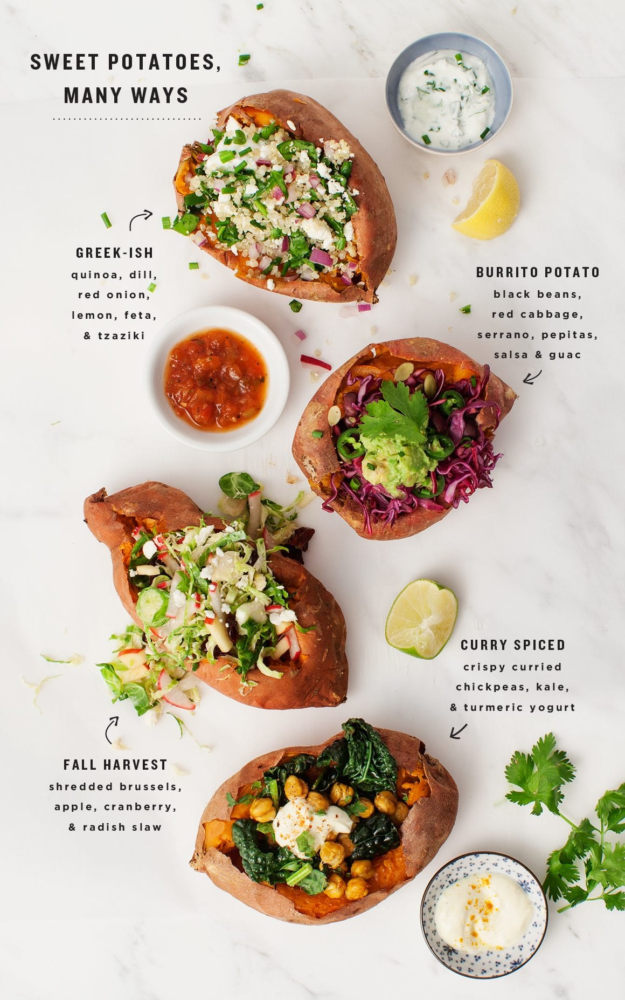 SWEET POTATOES,
MANY WAYS
GREEK-ISH
quinoa, dill,
red onion,
lemon, feta,
& tzaziki
BURRITO POTATO
black beans,
red cabbage,
serrano, pepitas,
salsa & guac
CURRY SPICED
crispy curried
chickpeas, kale,
& turmeric yogurt
FALL HARVEST
shredded brussels,
apple, cranberry,
& radish slaw